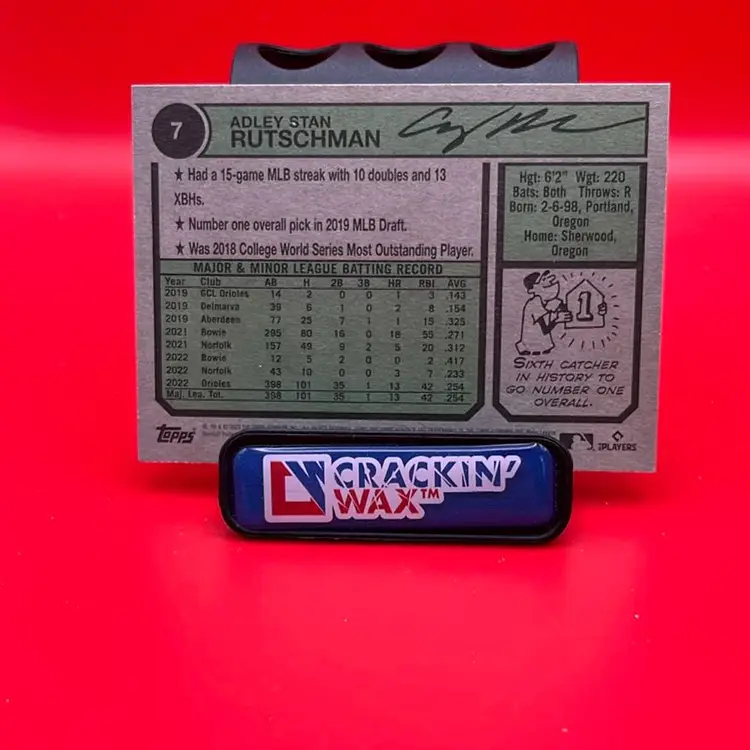 7
ADLEY STAN
RUTSCHMAN
★ Had a 15-game MLB streak with 10 doubles and 13
XBHs.
★ Number one overall pick in 2019 MLB Draft.
★ Was 2018 College World Series Most Outstanding Player.
MAJOR & MINOR LEAGUE BATTING RECORD
Year Club AB H 2B 3B HR RBI AVG
2019 GCL Orioles 14 2 0 0 1 3 .143
2019 Delmarva 39 6 1 0 2 8 .154
2019 Aberdeen 77 25 7 1 1 15 .325
2021 Bowie 295 80 16 0 18 55 .271
2021 Norfolk 157 49 9 2 5 20 .312
2022 Bowie 12 5 2 0 0 2 .417
2022 Norfolk 43 10 0 0 3 7 .233
2022 Orioles 398 101 35 1 13 42 .254
Maj. Lea. Tot. 398 101 35 1 13 42 .254
Hgt: 6'2" Wgt: 220
Bats: Both Throws: R
Born: 2-6-98, Portland,
Oregon
Home: Sherwood,
Oregon
1
SIXTH CATCHER
IN HISTORY TO
GO NUMBER ONE
OVERALL.
Topps
PLAYERS
CW CRACKIN'
WAX™